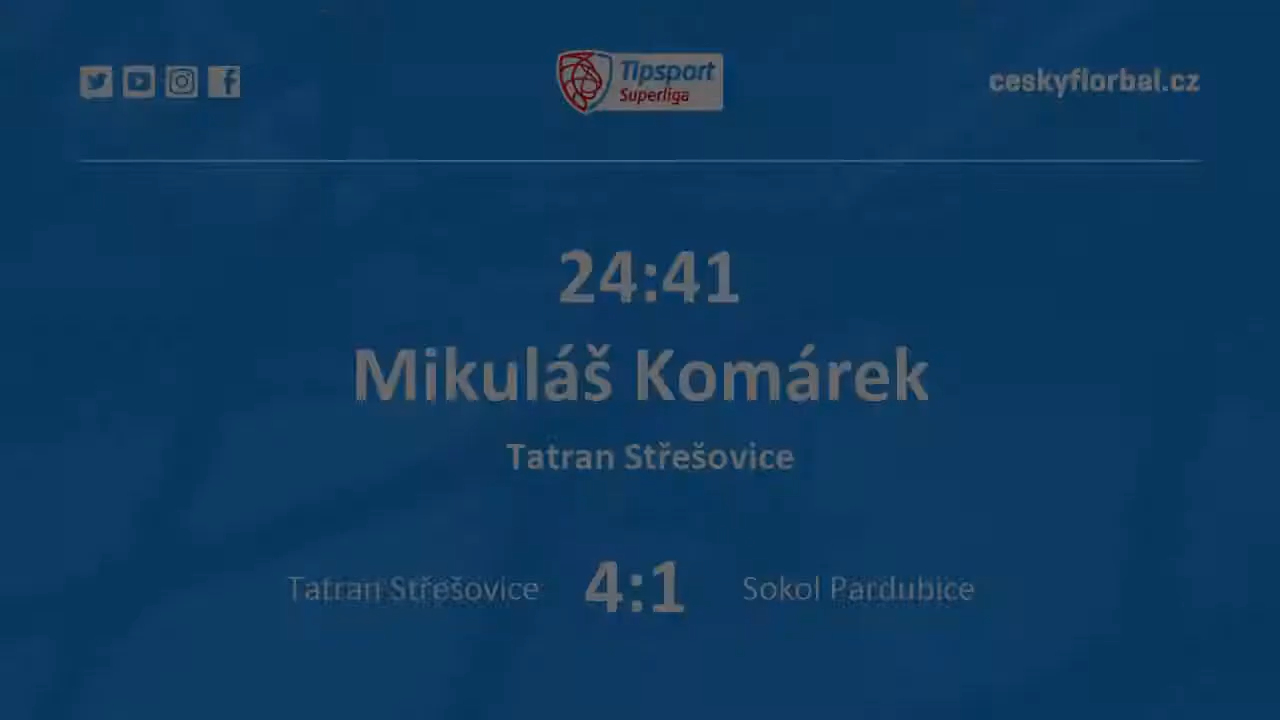 Tipsport
Superliga
ceskyflorbal.cz
24:41
Mikuláš Komárek
Tatran Střešovice
Tatran Střešovice 4:1 Sokol Pardubice